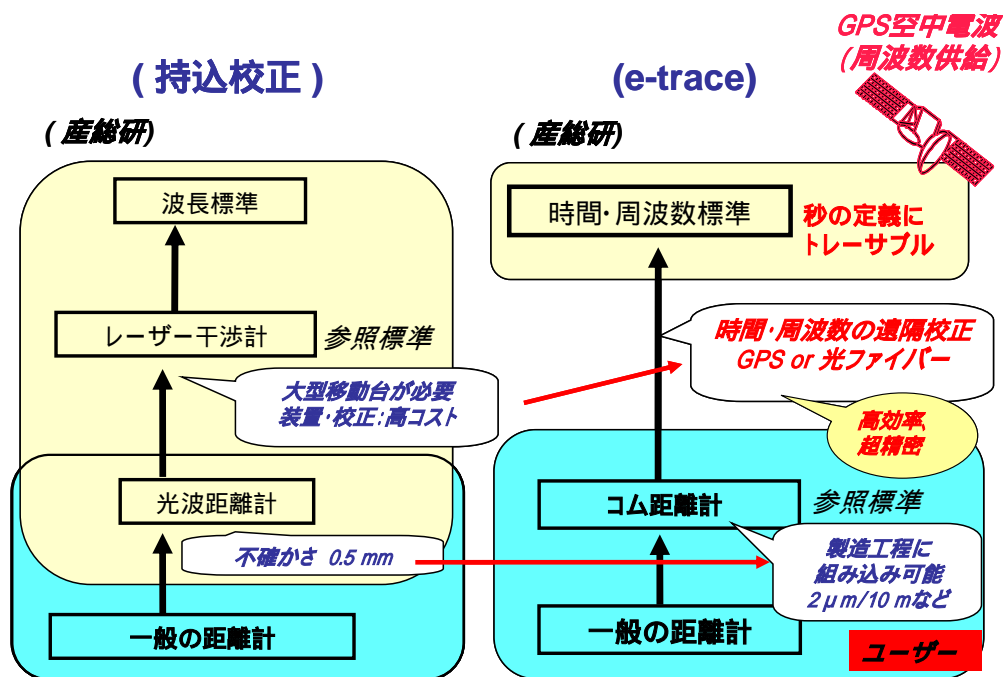 GPS空中電波
(周波数供給)
( 持込校正 )
(e-trace)
( 産総研)
( 産総研)
波長標準
時間・周波数標準
秒の定義に
トレーサブル
レーザー干渉計
参照標準
時間・周波数の遠隔校正
GPS or 光ファイバー
大型移動台が必要
装置・校正:高コスト
高効率、
超精密
光波距離計
コム距離計
参照標準
不確かさ 0.5 mm
製造工程に
組み込み可能
2μm/10 mなど
一般の距離計
一般の距離計
ユーザー